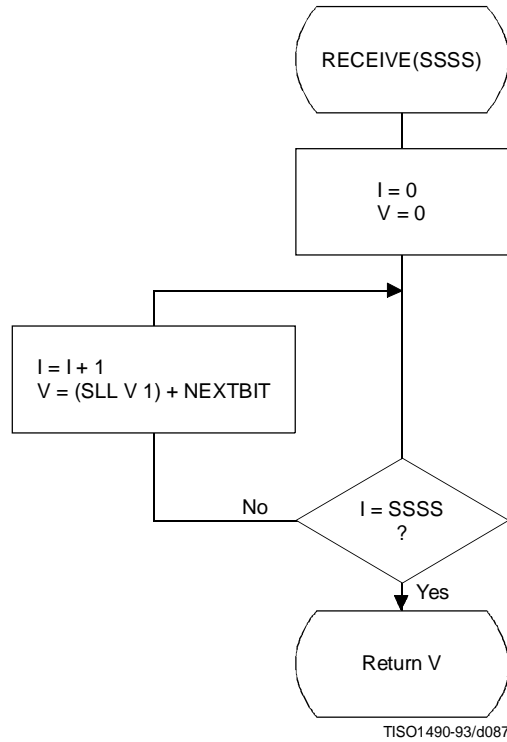 RECEIVE(SSSS)
I = 0
V = 0
I = I + 1
V = (SLL V 1) + NEXTBIT
No
I = SSSS
?
Yes
Return V
TISO1490-93/d087